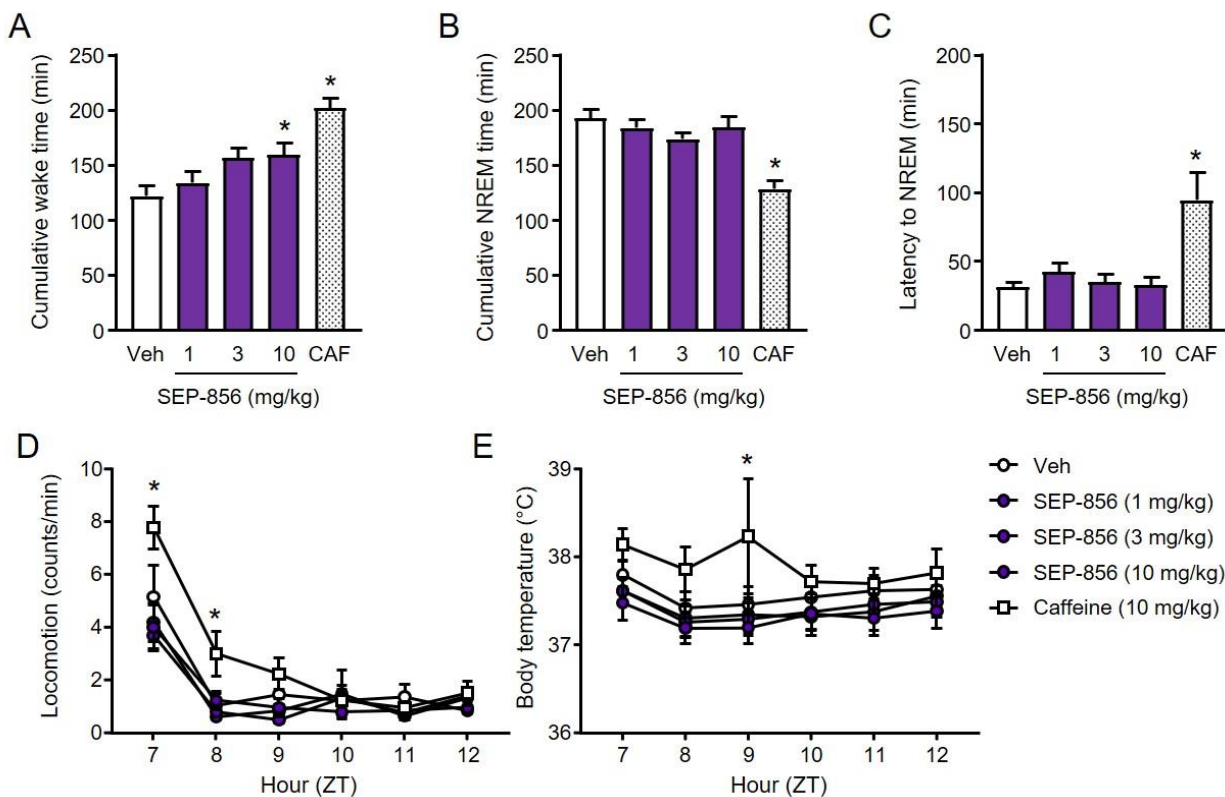 A
Cumulative wake time (min)
250
200
150
100
50
0
*
*
Veh 1 3 10 CAF
SEP-856 (mg/kg)
B
Cumulative NREM time (min)
250
200
150
100
50
0
*
Veh 1 3 10 CAF
SEP-856 (mg/kg)
C
Latency to NREM (min)
200
150
100
50
0
*
Veh 1 3 10 CAF
SEP-856 (mg/kg)
D
Locomotion (counts/min)
10
8
6
4
2
0
*
*
7 8 9 10 11 12
Hour (ZT)
E
Body temperature (°C)
39
38
37
36
*
7 8 9 10 11 12
Hour (ZT)
Veh
SEP-856 (1 mg/kg)
SEP-856 (3 mg/kg)
SEP-856 (10 mg/kg)
Caffeine (10 mg/kg)